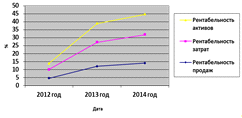 50
45
40
35
30
25
20
15
10
5
0
%
2012 год
2013 год
2014 год
Дата
Рентабельность
активов
Рентабельность
затрат
Рентабельность
продаж